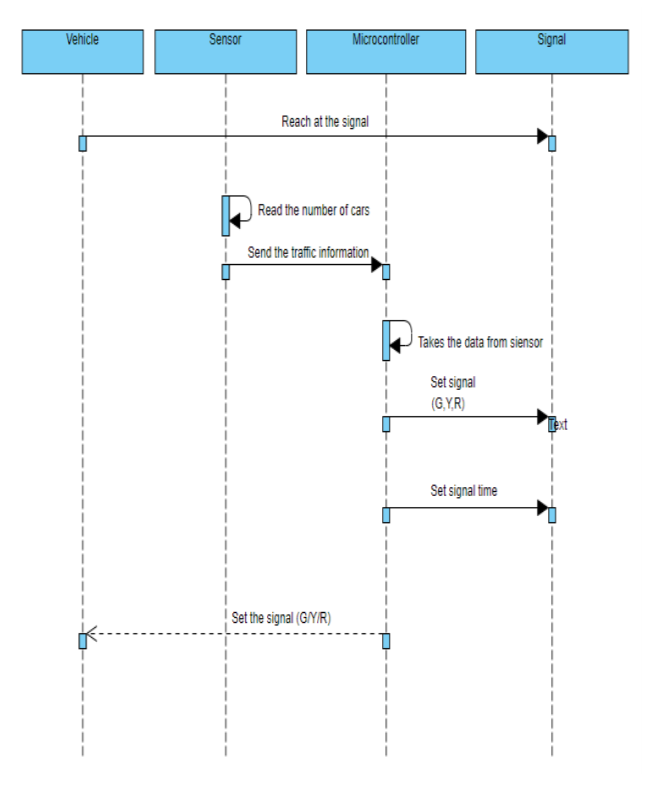 Vehicle
Sensor
Microcontroller
Signal
Reach at the signal
Read the number of cars
Send the traffic information
Takes the data from siensor
Set signal
(G,Y,R)
Text
Set signal time
Set the signal (G/Y/R)